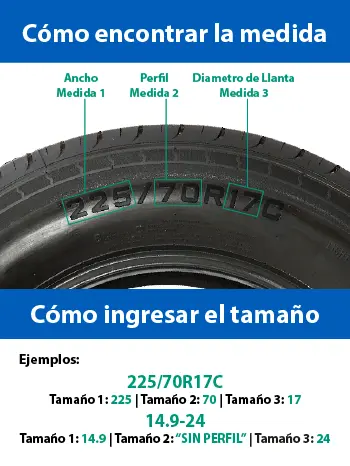 Cómo encontrar la medida
Ancho Perfil Diametro de Llanta
Medida 1 Medida 2 Medida 3
225/70R17C
Cómo ingresar el tamaño
Ejemplos:
225/70R17C
Tamaño 1: 225 | Tamaño 2: 70 | Tamaño 3: 17
14.9-24
Tamaño 1: 14.9 | Tamaño 2: “SIN PERFIL” | Tamaño 3: 24